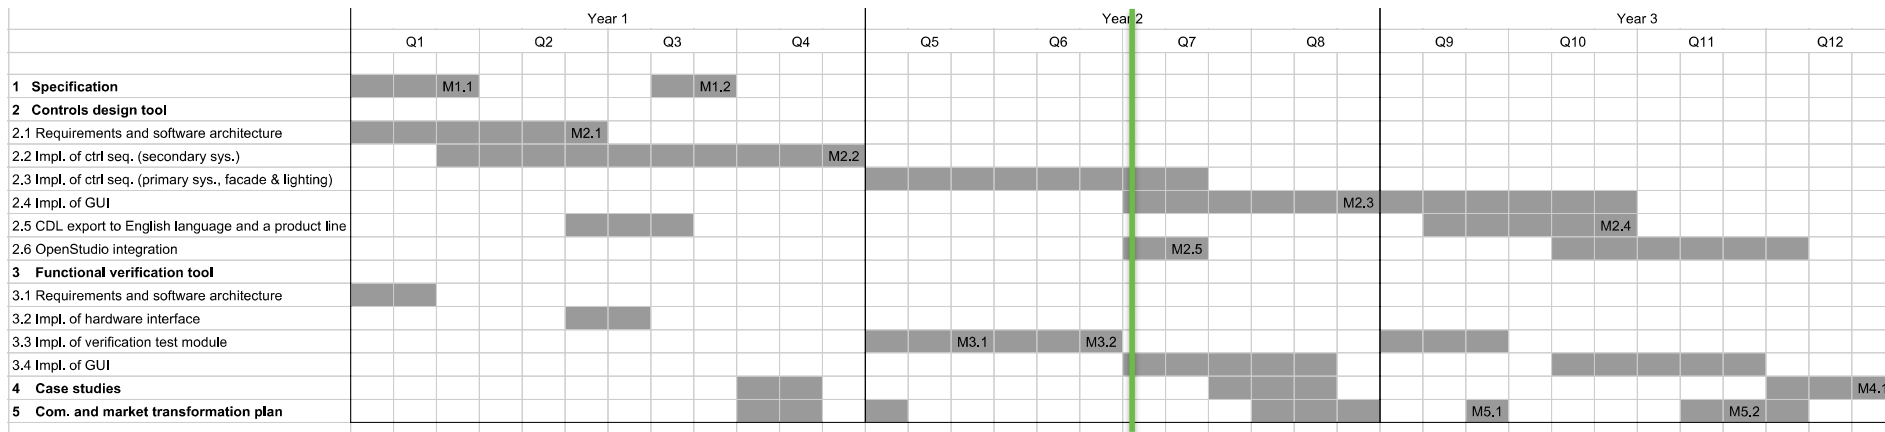 Year 1 Year 2 Year 3
Q1 Q2 Q3 Q4 Q5 Q6 Q7 Q8 Q9 Q10 Q11 Q12
1 Specification M1.1 M1.2
2 Controls design tool
2.1 Requirements and software architecture M2.1
2.2 Impl. of ctrl seq. (secondary sys.) M2.2
2.3 Impl. of ctrl seq. (primary sys., facade & lighting)
2.4 Impl. of GUI M2.3
2.5 CDL export to English language and a product line M2.4
2.6 OpenStudio integration M2.5
3 Functional verification tool
3.1 Requirements and software architecture
3.2 Impl. of hardware interface
3.3 Impl. of verification test module M3.1 M3.2
3.4 Impl. of GUI
4 Case studies M4.1
5 Com. and market transformation plan M5.1 M5.2